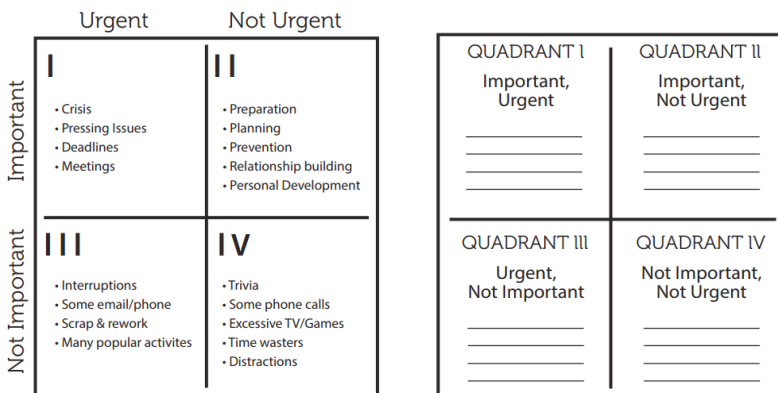 Urgent
Not Urgent
Important
I
• Crisis
• Pressing Issues
• Deadlines
• Meetings
II
• Preparation
• Planning
• Prevention
• Relationship building
• Personal Development
Not Important
III
• Interruptions
• Some email/phone
• Scrap & rework
• Many popular activites
IV
• Trivia
• Some phone calls
• Excessive TV/Games
• Time wasters
• Distractions
QUADRANT I
Important,
Urgent
QUADRANT II
Important,
Not Urgent
QUADRANT III
Urgent,
Not Important
QUADRANT IV
Not Important,
Not Urgent